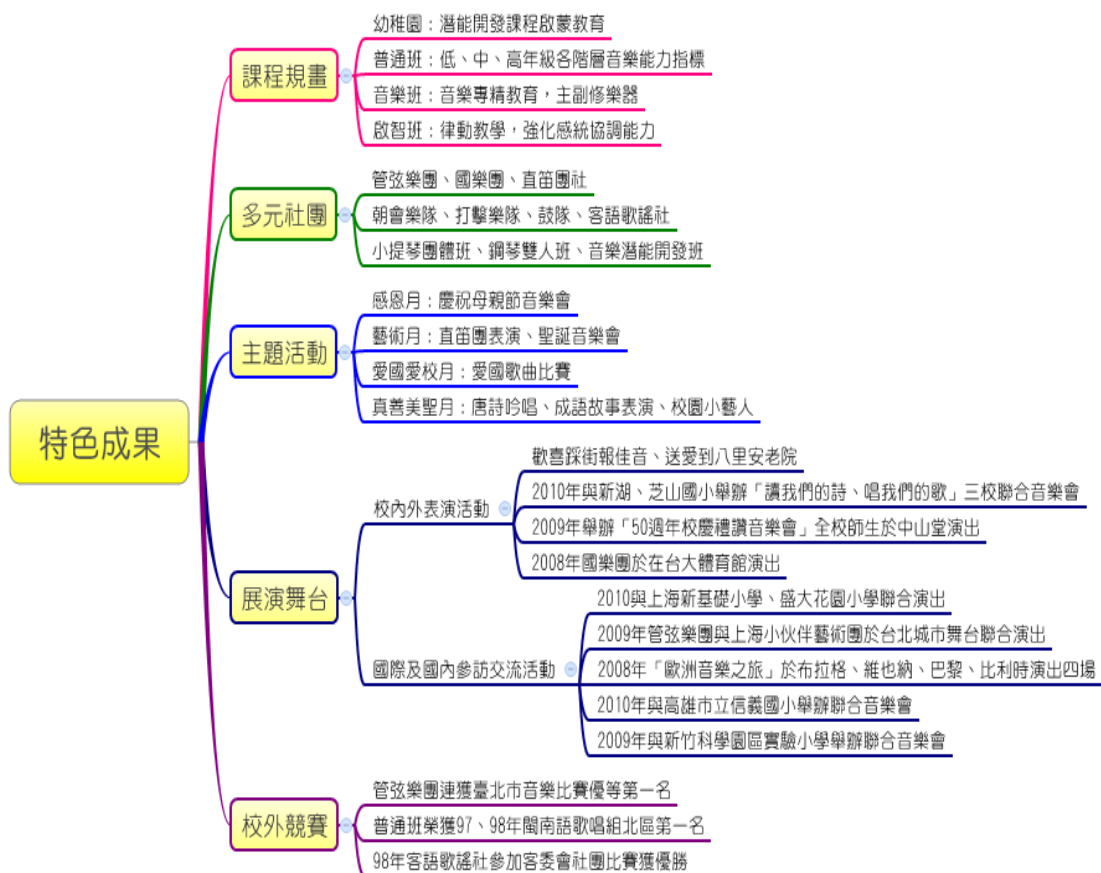 特色成果
課程規畫
幼稚園：潛能開發課程啟蒙教育
普通班：低、中、高年級各階層音樂能力指標
音樂班：音樂專精教育，主副修樂器
啟智班：律動教學，強化感統協調能力
多元社團
管弦樂團、國樂團、直笛團社
朝會樂隊、打擊樂隊、鼓隊、客語歌謠社
小提琴團體班、鋼琴雙人班、音樂潛能開發班
主題活動
感恩月：慶祝母親節音樂會
藝術月：直笛團表演、聖誕音樂會
愛國愛校月：愛國歌曲比賽
真善美聖月：唐詩吟唱、成語故事表演、校園小藝人
展演舞台
校內外表演活動
歡喜踩街報佳音、送愛到八里安老院
2010年與新湖、芝山國小舉辦「讀我們的詩、唱我們的歌」三校聯合音樂會
2009年舉辦「50週年校慶禮讚音樂會」全校師生於中山堂演出
2008年國樂團於在台大體育館演出
國際及國內參訪交流活動
2010與上海新基礎小學、盛大花園小學聯合演出
2009年管弦樂團與上海小伙伴藝術團於台北城市舞台聯合演出
2008年「歐洲音樂之旅」於布拉格、維也納、巴黎、比利時演出四場
2010年與高雄市立信義國小舉辦聯合音樂會
2009年與新竹科學園區實驗小學舉辦聯合音樂會
校外競賽
管弦樂團連獲臺北市音樂比賽優等第一名
普通班榮獲97、98年閩南語歌唱組北區第一名
98年客語歌謠社參加客委會社團比賽獲優勝